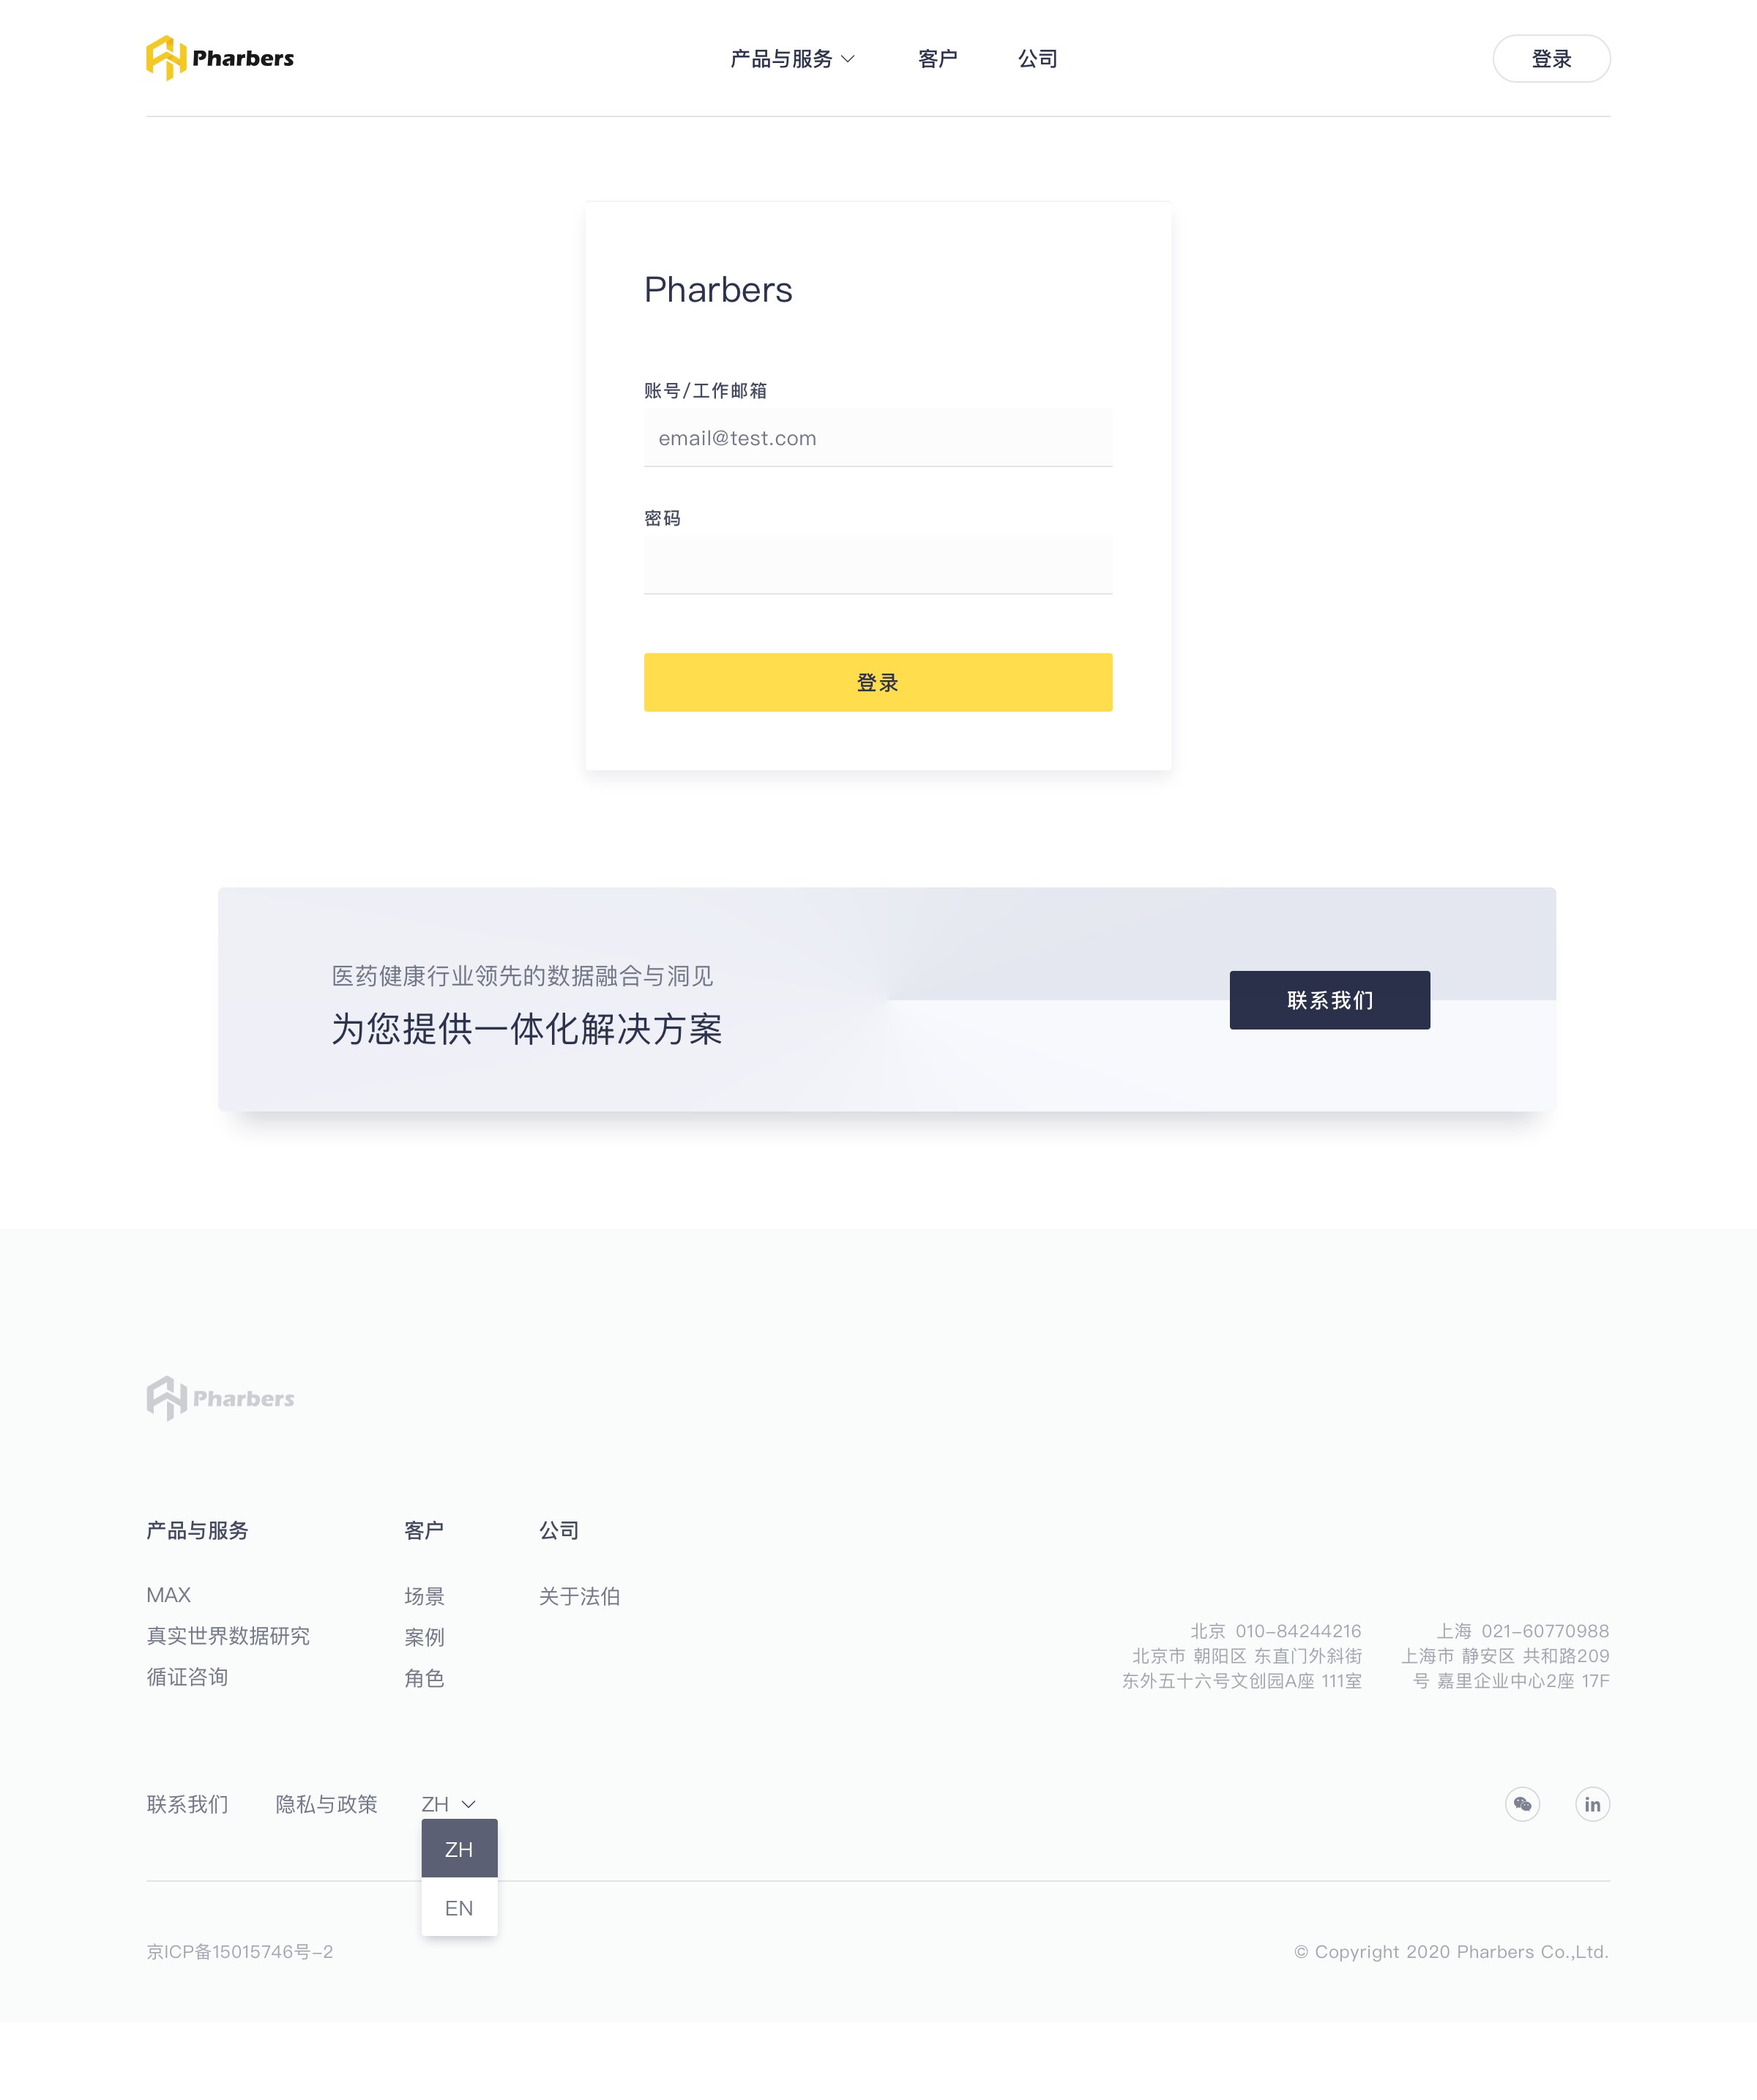 Pharbers
产品与服务
客户
公司
登录
Pharbers
账号/工作邮箱
email@test.com
密码
登录
医药健康行业领先的数据融合与洞见
为您提供一体化解决方案
联系我们
Pharbers
产品与服务
MAX
真实世界数据研究
循证咨询
客户
场景
案例
角色
公司
关于法伯
北京 010-84244216
北京市 朝阳区 东直门外斜街
东外五十六号文创园A座 111室
上海 021-60770988
上海市 静安区 共和路209
号 嘉里企业中心2座 17F
联系我们
隐私与政策
ZH
ZH
EN
in
京ICP备15015746号-2
© Copyright 2020 Pharbers Co.,Ltd.